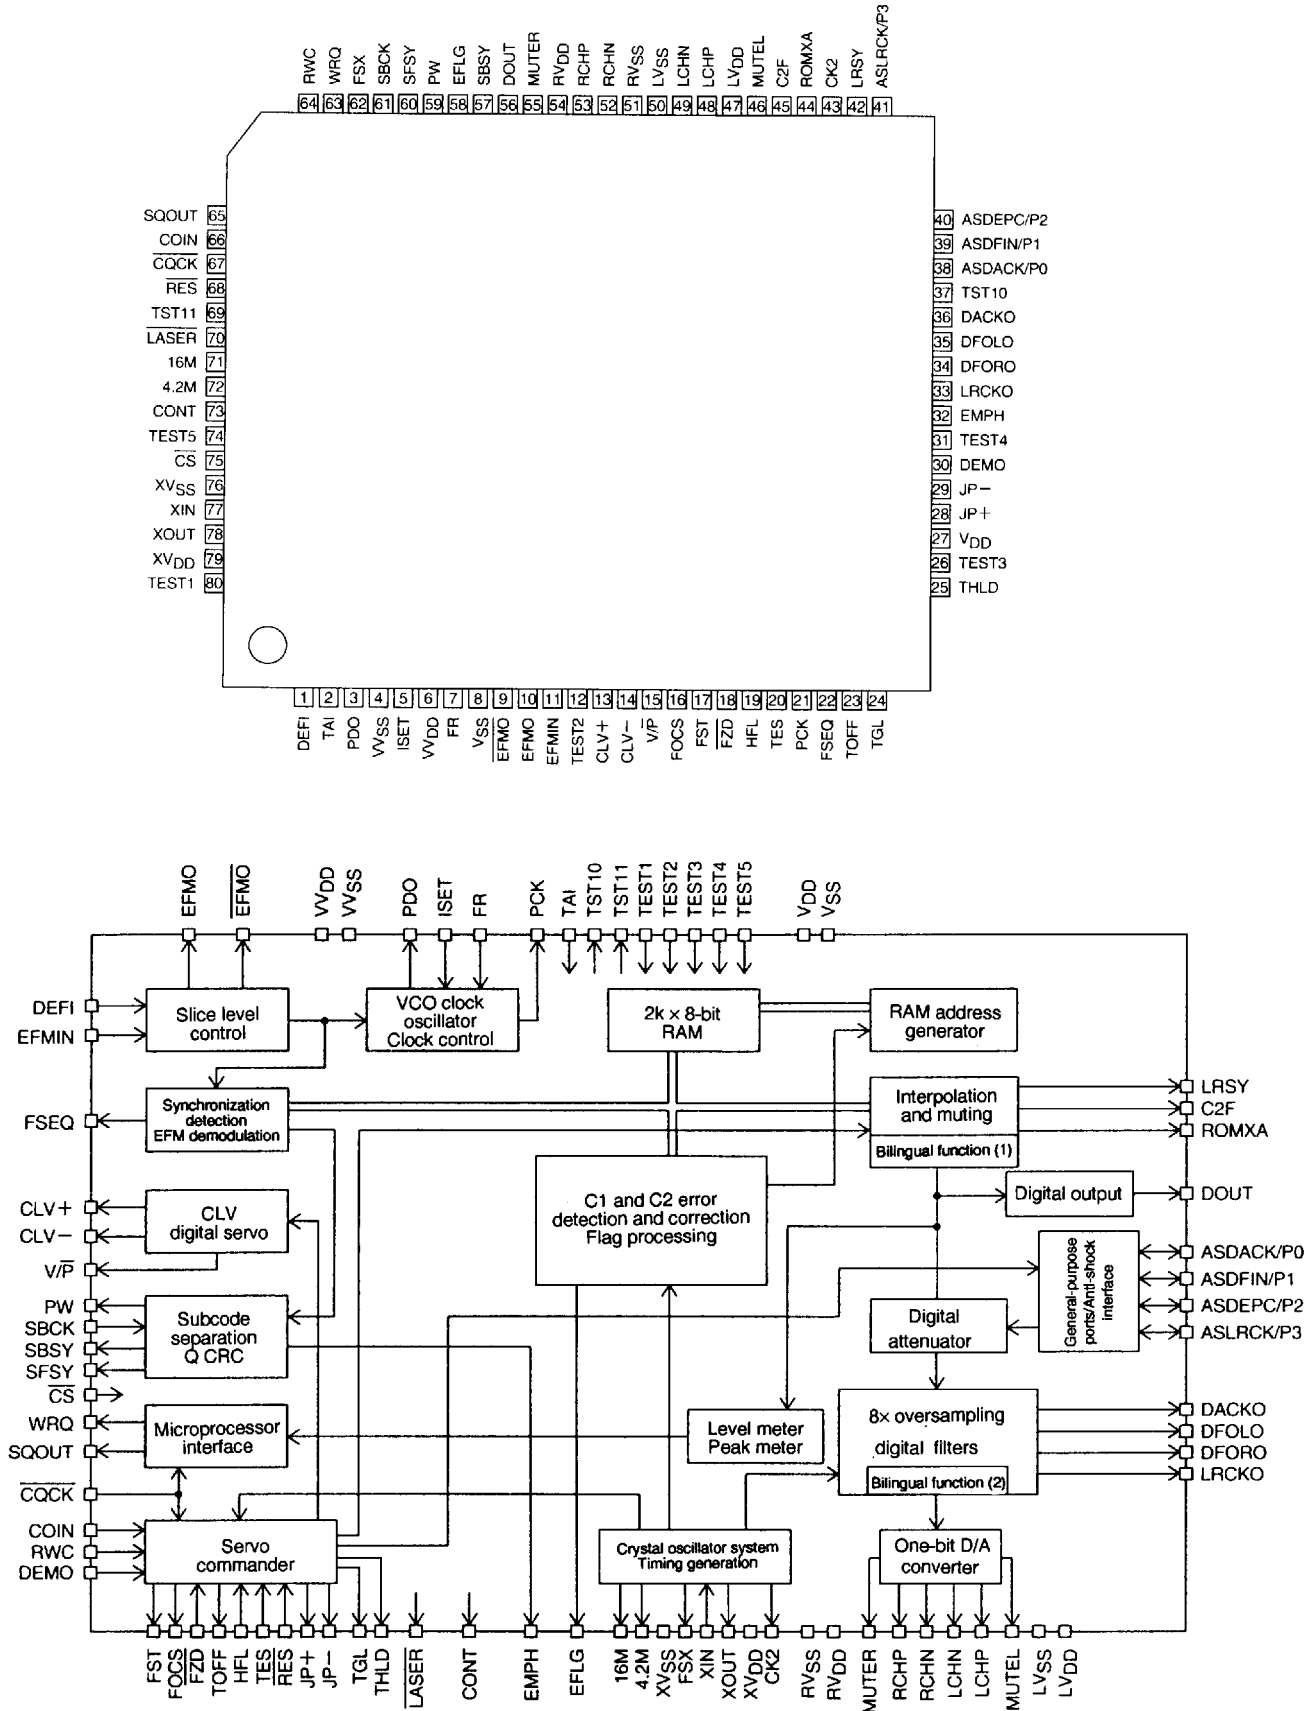 RWC WRQ FSX SBCK SFSY PW EFLG SBSY DOUT MUTER RVDD RCHP RCHN RVSS LVSS LCHN LCHP LVDD MUTEL C2F ROMXA CK2 LRSY ASLRCK/P3
64 63 62 61 60 59 58 57 56 55 54 53 52 51 50 49 48 47 46 45 44 43 42 41
SQOUT 65
COIN 66
CQCK 67
RES 68
TST11 69
LASER 70
16M 71
4.2M 72
CONT 73
TEST5 74
CS 75
XVSS 76
XIN 77
XOUT 78
XVDD 79
TEST1 80
40 ASDEPC/P2
39 ASDFIN/P1
38 ASDACK/P0
37 TST10
36 DACKO
35 DFOLO
34 DFORO
33 LRCKO
32 EMPH
31 TEST4
30 DEMO
29 JP−
28 JP+
27 VDD
26 TEST3
25 THLD
1 2 3 4 5 6 7 8 9 10 11 12 13 14 15 16 17 18 19 20 21 22 23 24
DEFI TAI PDO VVSS ISET VVDD FR VSS EFMO EFMO EFMIN TEST2 CLV+ CLV− V/P FOCS FST FZD HFL TES PCK FSEQ TOFF TGL
EFMO EFMO VVDD VVSS PDO ISET FR PCK TAI TST10 TST11 TEST1 TEST2 TEST3 TEST4 TEST5 VDD VSS
DEFI
EFMIN
FSEQ
CLV+
CLV−
V/P
PW
SBCK
SBSY
SFSY
CS
WRQ
SQOUT
CQCK
COIN
RWC
DEMO
Slice level
control
VCO clock
oscillator
Clock control
2k × 8-bit
RAM
RAM address
generator
Synchronization
detection
EFM demodulation
Interpolation
and muting
Bilingual function (1)
C1 and C2 error
detection and correction
Flag processing
Digital output
CLV
digital servo
General-purpose
ports/Anti-shock
interface
Subcode
separation
Q CRC
Digital
attenuator
Microprocessor
interface
Level meter
Peak meter
8× oversampling
digital filters
Bilingual function (2)
Servo
commander
Crystal oscillator system
Timing generation
One-bit D/A
converter
LRSY
C2F
ROMXA
DOUT
ASDACK/P0
ASDFIN/P1
ASDEPC/P2
ASLRCK/P3
DACKO
DFOLO
DFORO
LRCKO
FST FOCS FZD TOFF HFL TES RES JP+ JP− TGL THLD LASER CONT EMPH EFLG 16M 4.2M XVSS FSX XIN XOUT XVDD CK2 RVSS RVDD MUTER RCHP RCHN LCHN LCHP MUTEL LVSS LVDD